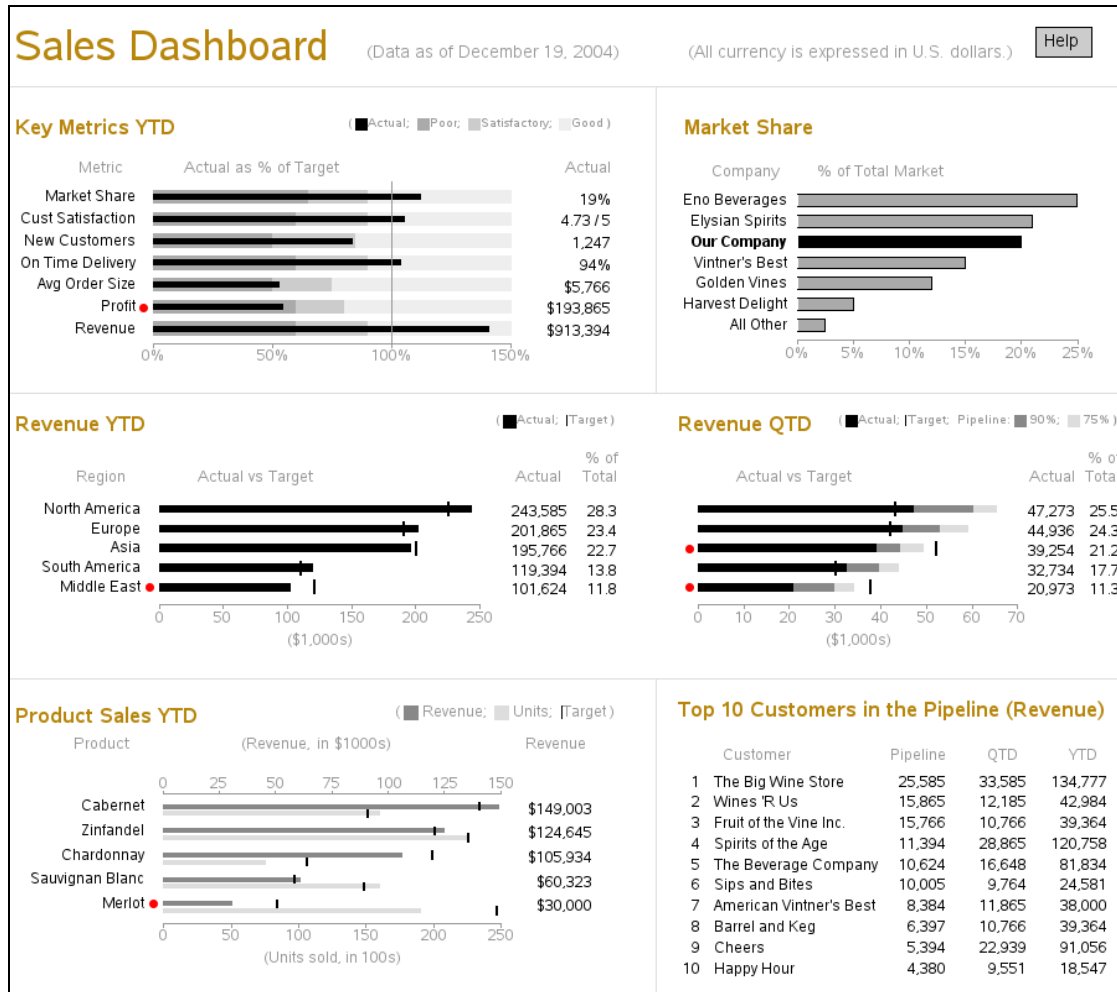 Sales Dashboard (Data as of December 19, 2004) (All currency is expressed in U.S. dollars.) Help
Key Metrics YTD ( Actual; Poor; Satisfactory; Good )
Metric Actual as % of Target Actual
Market Share 19%
Cust Satisfaction 4.73 / 5
New Customers 1,247
On Time Delivery 94%
Avg Order Size $5,766
Profit $193,865
Revenue $913,394
0% 50% 100% 150%
Market Share
Company % of Total Market
Eno Beverages
Elysian Spirits
Our Company
Vintner's Best
Golden Vines
Harvest Delight
All Other
0% 5% 10% 15% 20% 25%
Revenue YTD ( Actual; Target )
% of
Region Actual vs Target Actual Total
North America 243,585 28.3
Europe 201,865 23.4
Asia 195,766 22.7
South America 119,394 13.8
Middle East 101,624 11.8
0 50 100 150 200 250
($1,000s)
Revenue QTD ( Actual; Target; Pipeline: 90%; 75% )
% of
Actual vs Target Actual Total
47,273 25.5
44,936 24.3
39,254 21.2
32,734 17.7
20,973 11.3
0 10 20 30 40 50 60 70
($1,000s)
Product Sales YTD ( Revenue; Units; Target )
Product (Revenue, in $1000s) Revenue
0 25 50 75 100 125 150
Cabernet $149,003
Zinfandel $124,645
Chardonnay $105,934
Sauvignan Blanc $60,323
Merlot $30,000
0 50 100 150 200 250
(Units sold, in 100s)
Top 10 Customers in the Pipeline (Revenue)
Customer Pipeline QTD YTD
1 The Big Wine Store 25,585 33,585 134,777
2 Wines 'R Us 15,865 12,185 42,984
3 Fruit of the Vine Inc. 15,766 10,766 39,364
4 Spirits of the Age 11,394 28,865 120,758
5 The Beverage Company 10,624 16,648 81,834
6 Sips and Bites 10,005 9,764 24,581
7 American Vintner's Best 8,384 11,865 38,000
8 Barrel and Keg 6,397 10,766 39,364
9 Cheers 5,394 22,939 91,056
10 Happy Hour 4,380 9,551 18,547